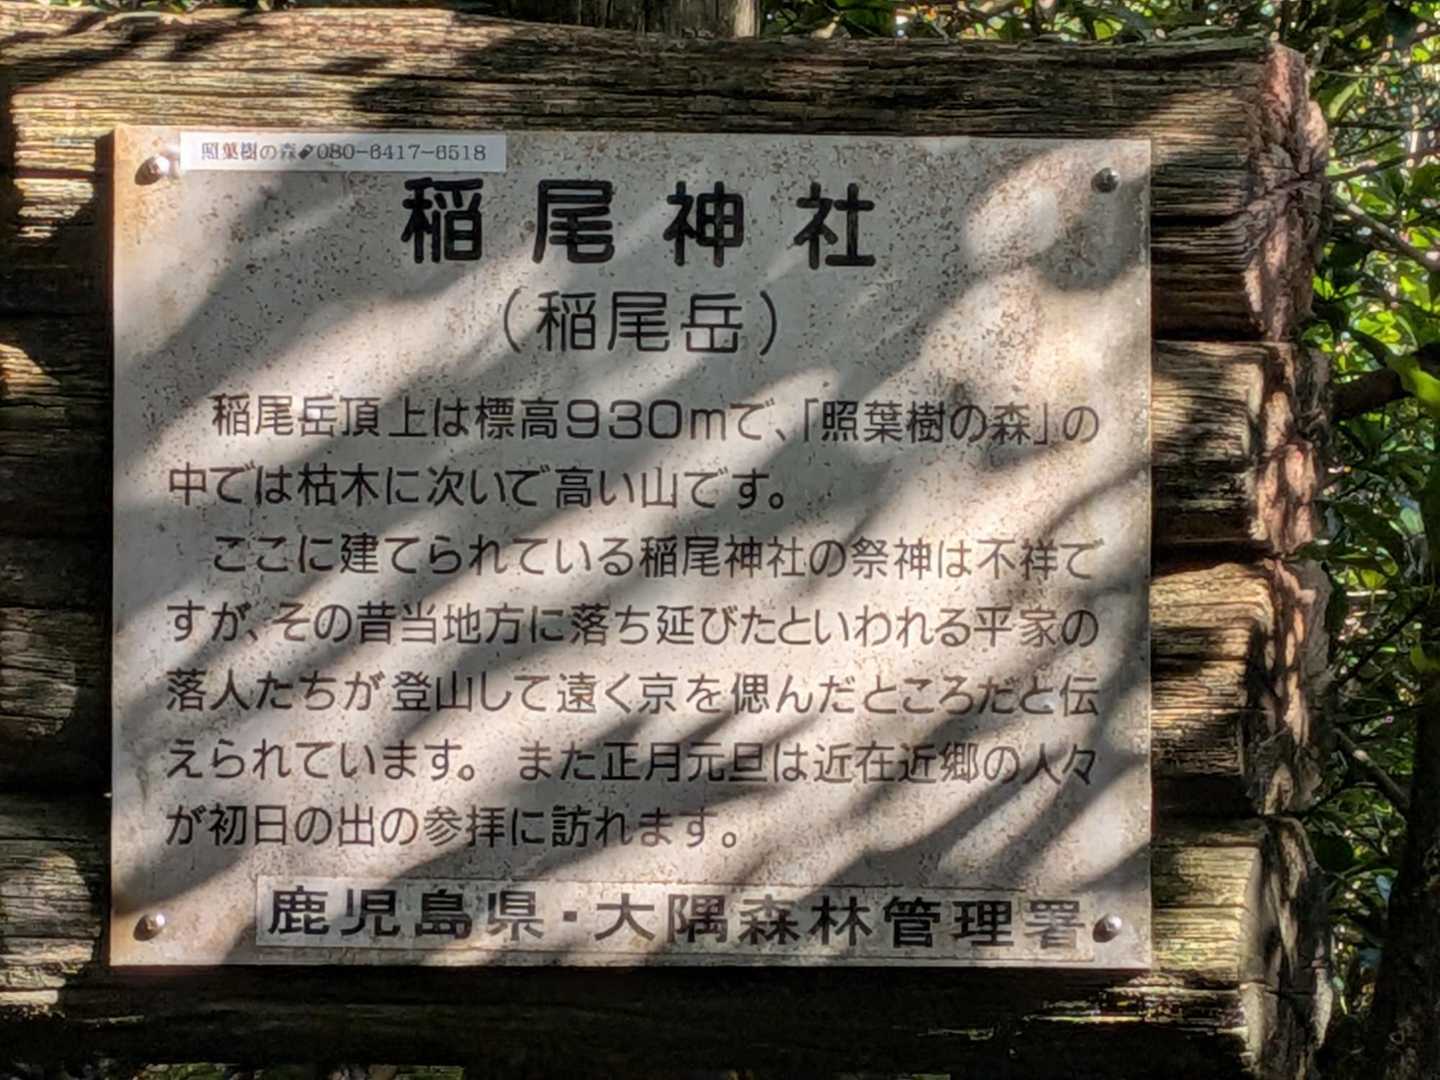 照葉樹の森 080-6417-6518
稲尾神社
(稲尾岳)
稲尾岳頂上は標高930mで、「照葉樹の森」の
中では枯木に次いで高い山です。
ここに建てられている稲尾神社の祭神は不祥で
すが、その昔当地方に落ち延びたといわれる平家の
落人たちが登山して遠く京を偲んだところだと伝
えられています。また正月元旦は近在近郷の人々
が初日の出の参拝に訪れます。
鹿児島県・大隅森林管理署